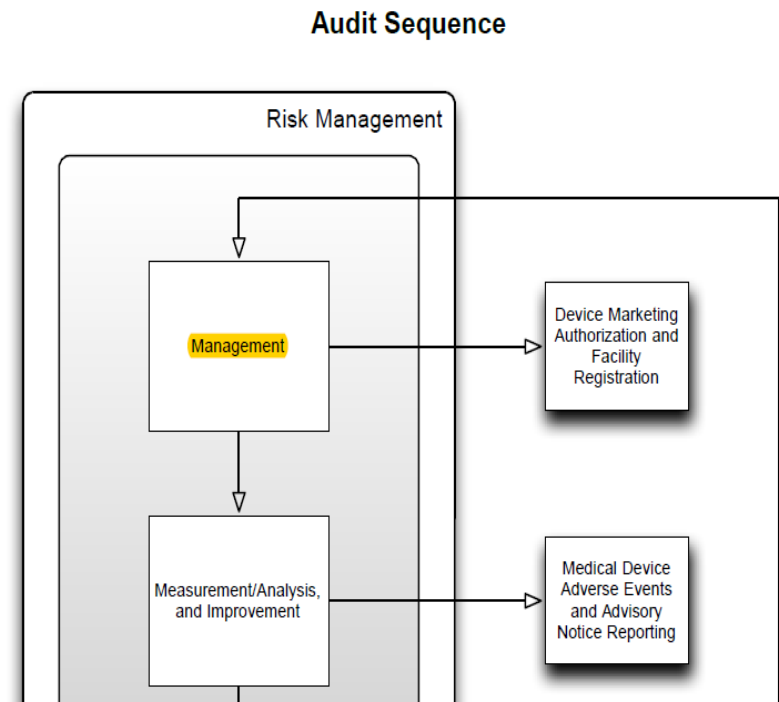 Audit Sequence
Risk Management
Management
Device Marketing
Authorization and
Facility
Registration
Measurement/Analysis,
and Improvement
Medical Device
Adverse Events
and Advisory
Notice Reporting